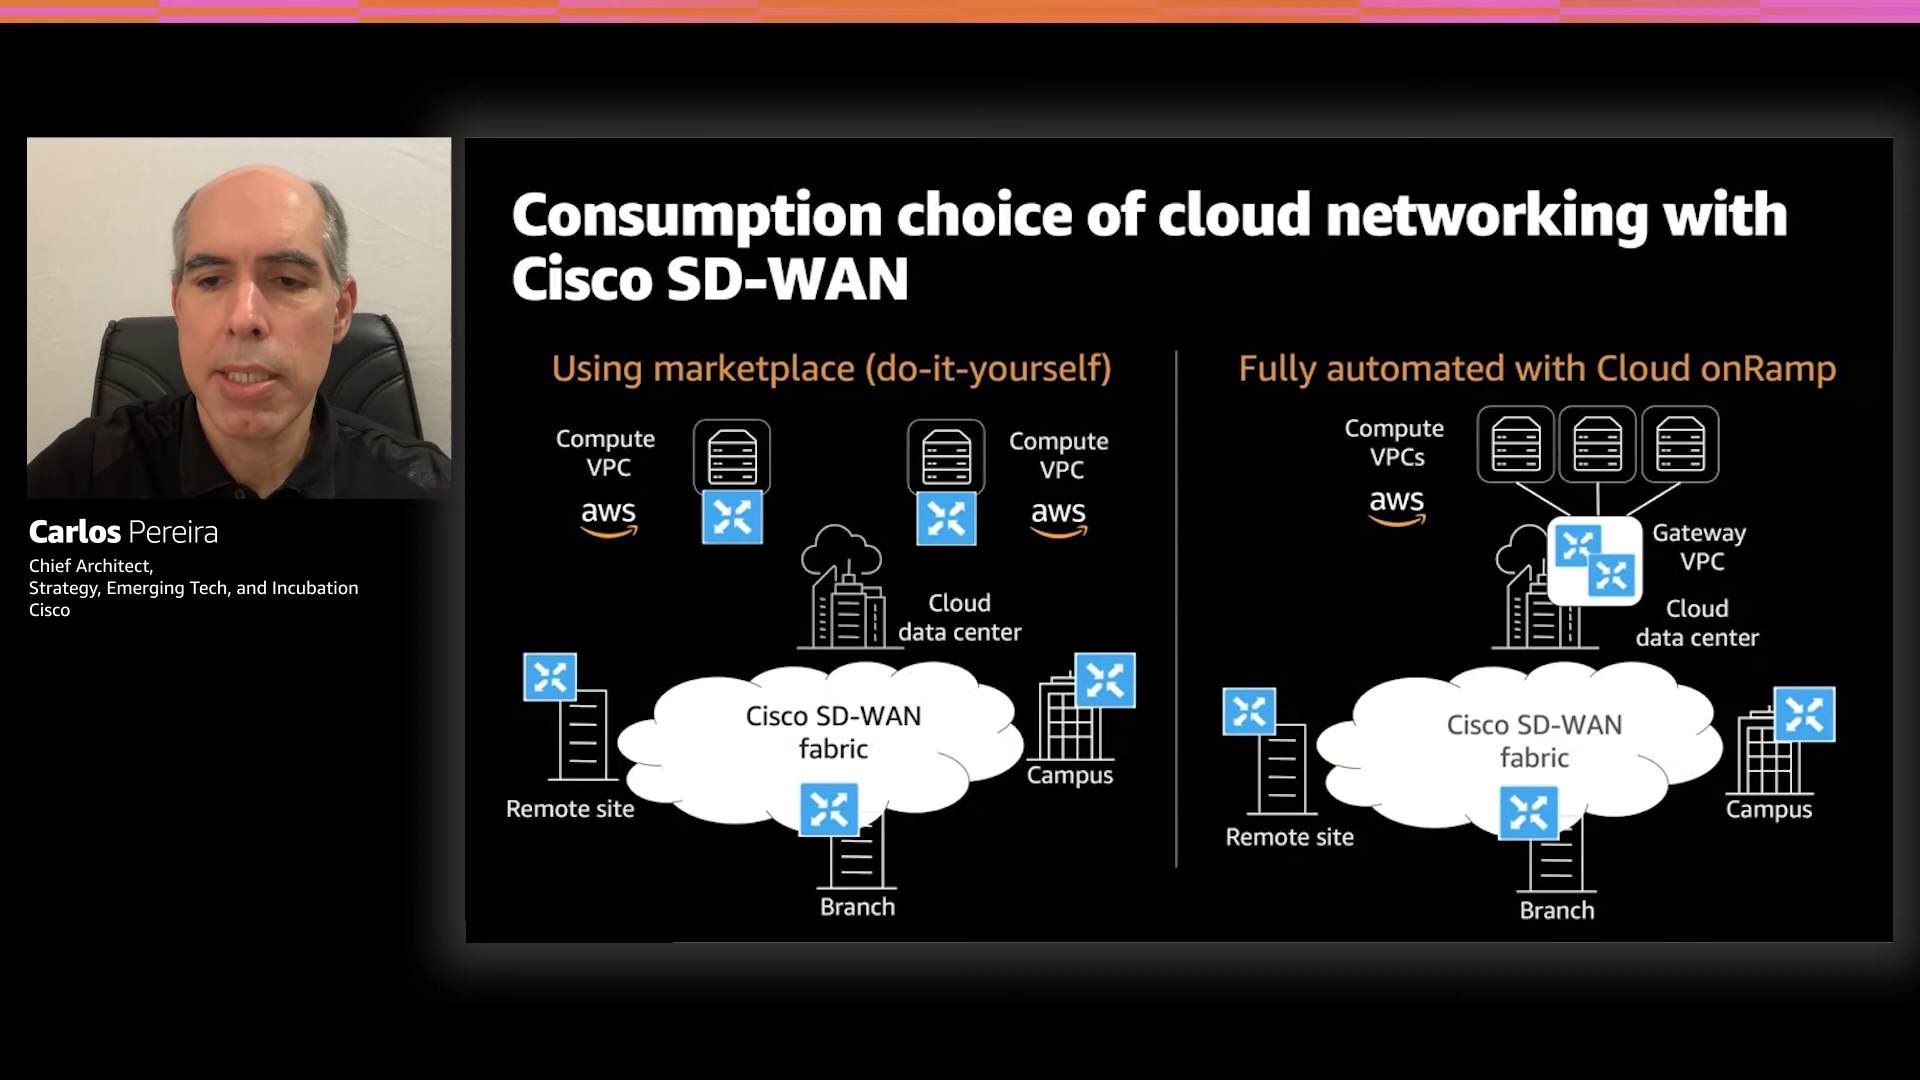 Carlos Pereira
Chief Architect,
Strategy, Emerging Tech, and Incubation
Cisco
Consumption choice of cloud networking with
Cisco SD-WAN
Using marketplace (do-it-yourself)
Compute
VPC
aws
Compute
VPC
aws
Cloud
data center
Cisco SD-WAN
fabric
Remote site
Campus
Branch
Fully automated with Cloud onRamp
Compute
VPCs
aws
Gateway
VPC
Cloud
data center
Cisco SD-WAN
fabric
Remote site
Campus
Branch